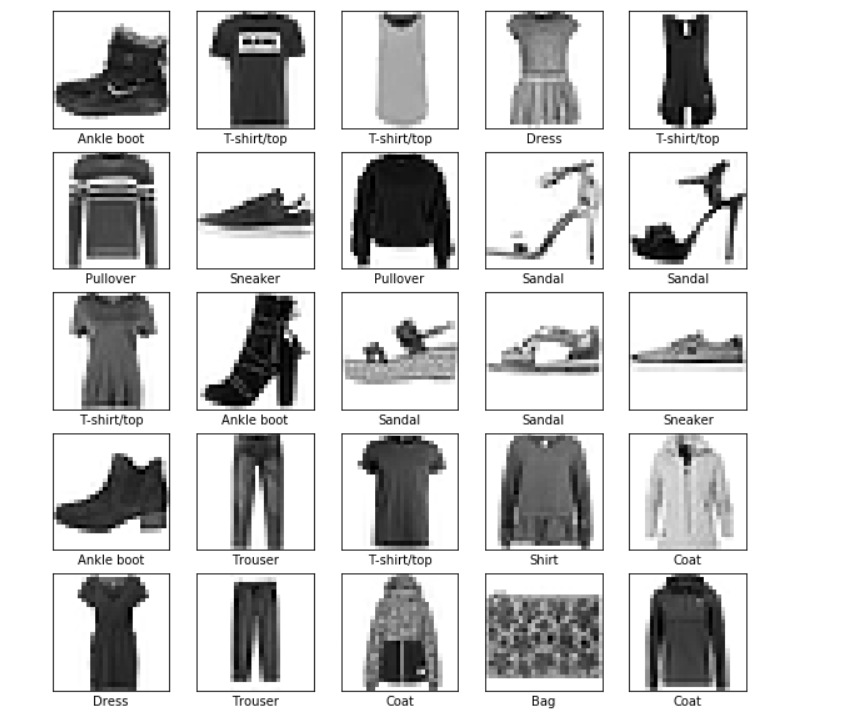 Ankle boot
T-shirt/top
T-shirt/top
Dress
T-shirt/top
Pullover
Sneaker
Pullover
Sandal
Sandal
T-shirt/top
Ankle boot
Sandal
Sandal
Sneaker
Ankle boot
Trouser
T-shirt/top
Shirt
Coat
Dress
Trouser
Coat
Bag
Coat